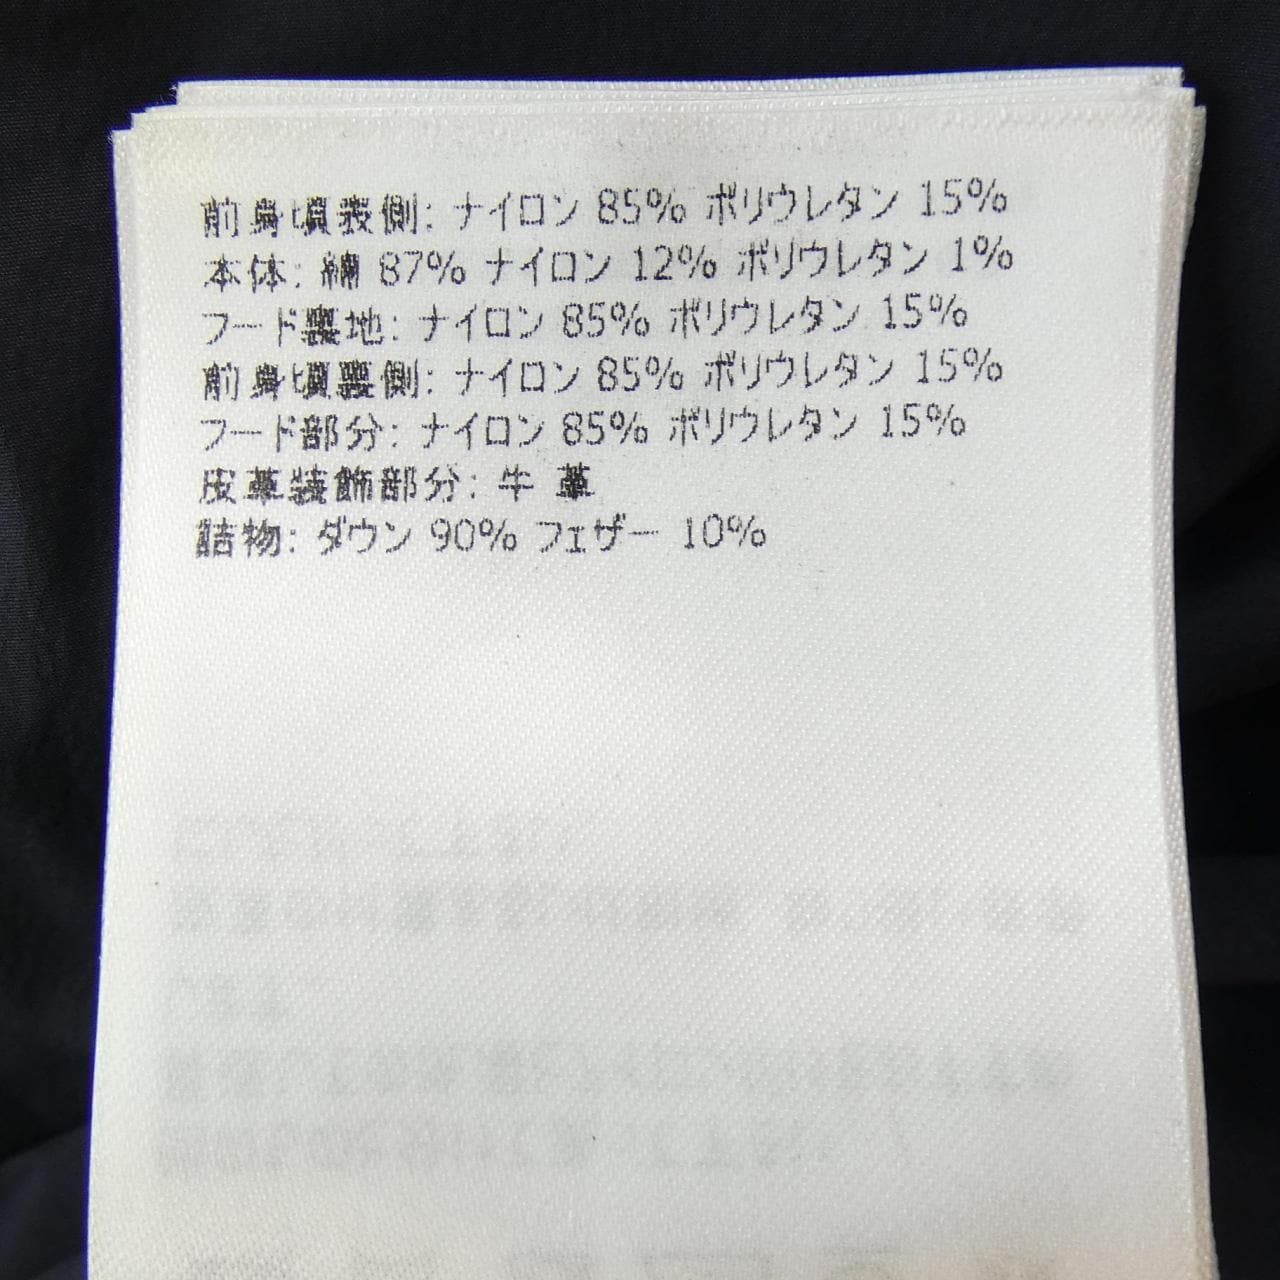 前身頃表側: ナイロン 85% ポリウレタン 15%
本体: 綿 87% ナイロン 12% ポリウレタン 1%
フード裏地: ナイロン 85% ポリウレタン 15%
前身頃裏側: ナイロン 85% ポリウレタン 15%
フード部分: ナイロン 85% ポリウレタン 15%
皮革装飾部分: 牛 革
詰物: ダウン 90% フェザー 10%